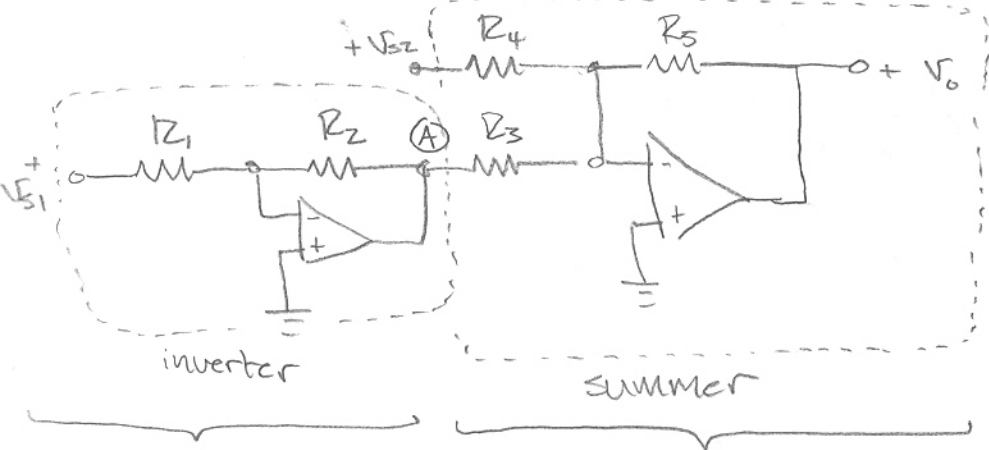 + Vs2
R4
R5
+ Vo
R1
R2
A
R3
+
Vs1
-
+
-
+
inverter
summer